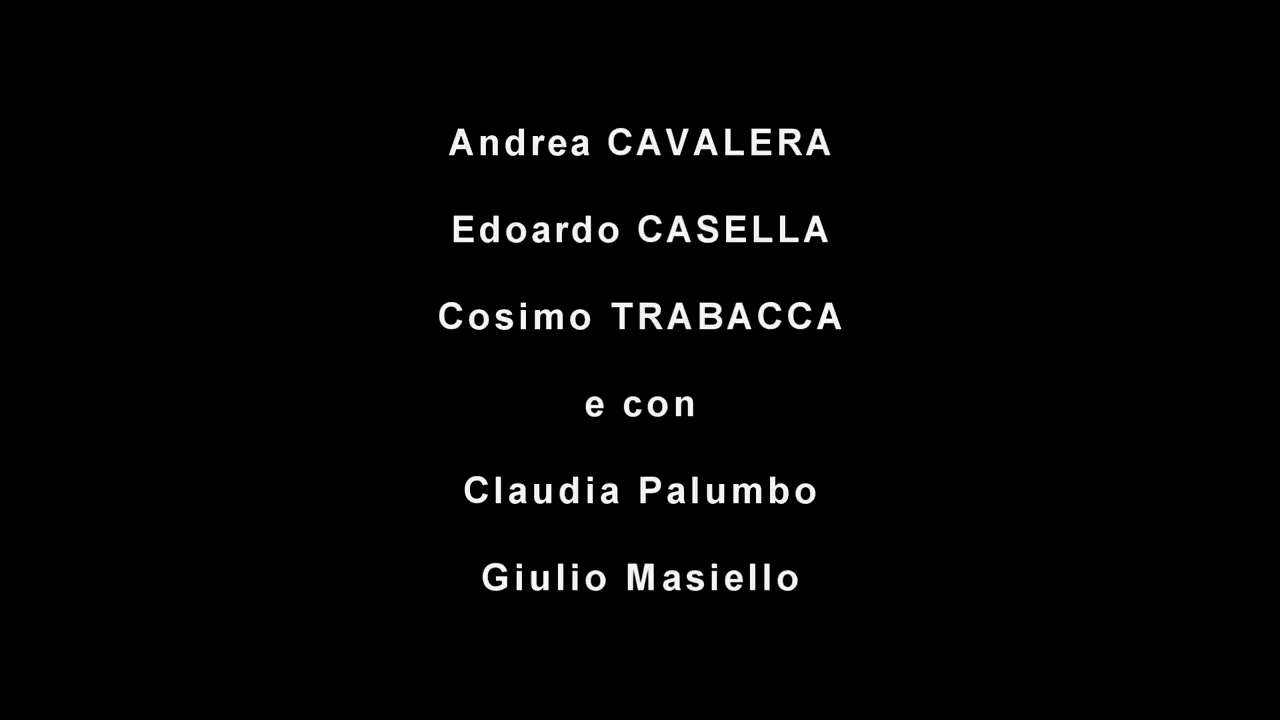 Andrea CAVALERA
Edoardo CASELLA
Cosimo TRABACCA
e con
Claudia Palumbo
Giulio Masiello